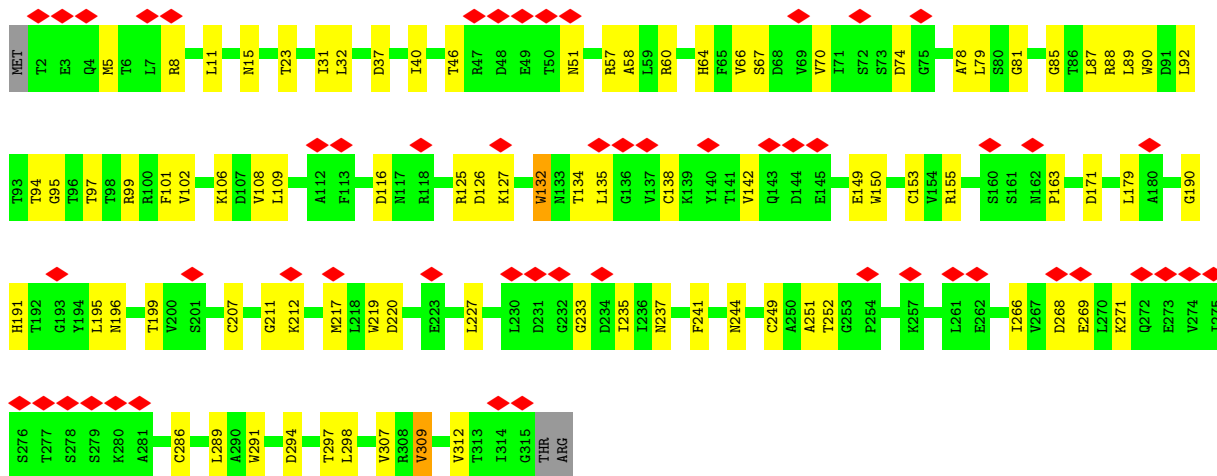 MET T2 E3 Q4 M5 T6 L7 R8 L11 N15 T23 I31 L32 D37 I40 T46 R47 D48 E49 T50 N51 R57 A58 L59 R60 H64 F65 V66 S67 D68 V69 V70 I71 S72 S73 D74 G75 A78 L79 S80 G81 G85 T86 L87 R88 L89 W90 D91 L92
T93 T94 G95 T96 T97 T98 R99 R100 F101 V102 K106 D107 V108 L109 A112 F113 D116 N117 R118 R125 D126 K127 W132 N133 T134 L135 G136 V137 C138 K139 Y140 T141 V142 Q143 D144 E145 E149 W150 C153 V154 R155 S160 S161 N162 P163 D171 L179 A180 G190
H191 T192 G193 Y194 L195 N196 T199 V200 S201 C207 G211 K212 M217 L218 W219 D220 E223 L227 L230 D231 G232 G233 D234 I235 I236 N237 F241 N244 C249 A250 A251 T252 G253 P254 K257 L261 E262 I266 V267 D268 E269 L270 K271 Q272 E273 V274 I275
S276 T277 S278 S279 K280 A281 C286 L289 A290 W291 D294 T297 L298 V307 R308 V309 V312 T313 I314 G315 THR ARG